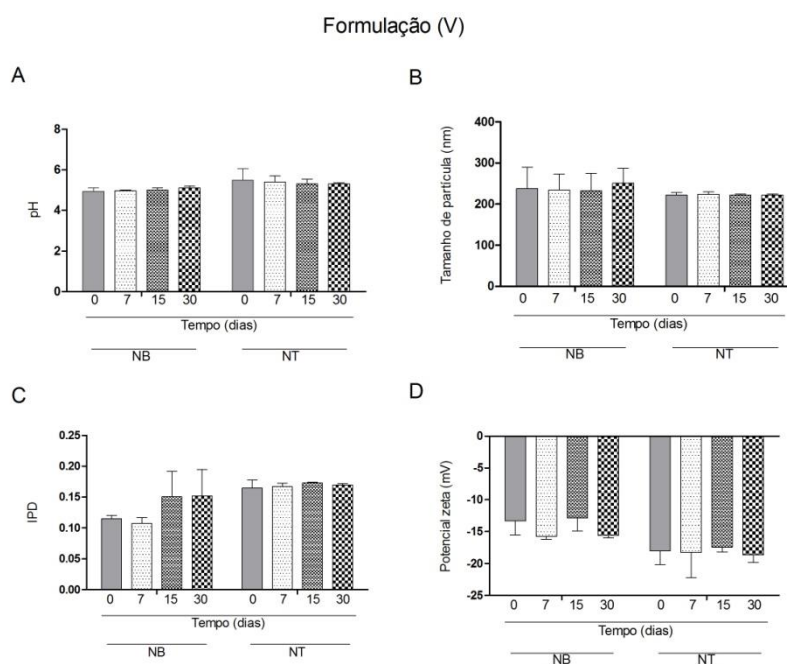 Formulação (V)
A
pH
8
6
4
2
0
0 7 15 30 0 7 15 30
Tempo (dias)
NB NT
B
Tamanho de partícula (nm)
400
300
200
100
0
0 7 15 30 0 7 15 30
Tempo (dias)
NB NT
C
IPD
0.25
0.20
0.15
0.10
0.05
0.00
0 7 15 30 0 7 15 30
Tempo (dias)
NB NT
D
Potencial zeta (mV)
0
-5
-10
-15
-20
-25
0 7 15 30 0 7 15 30
Tempo (dias)
NB NT